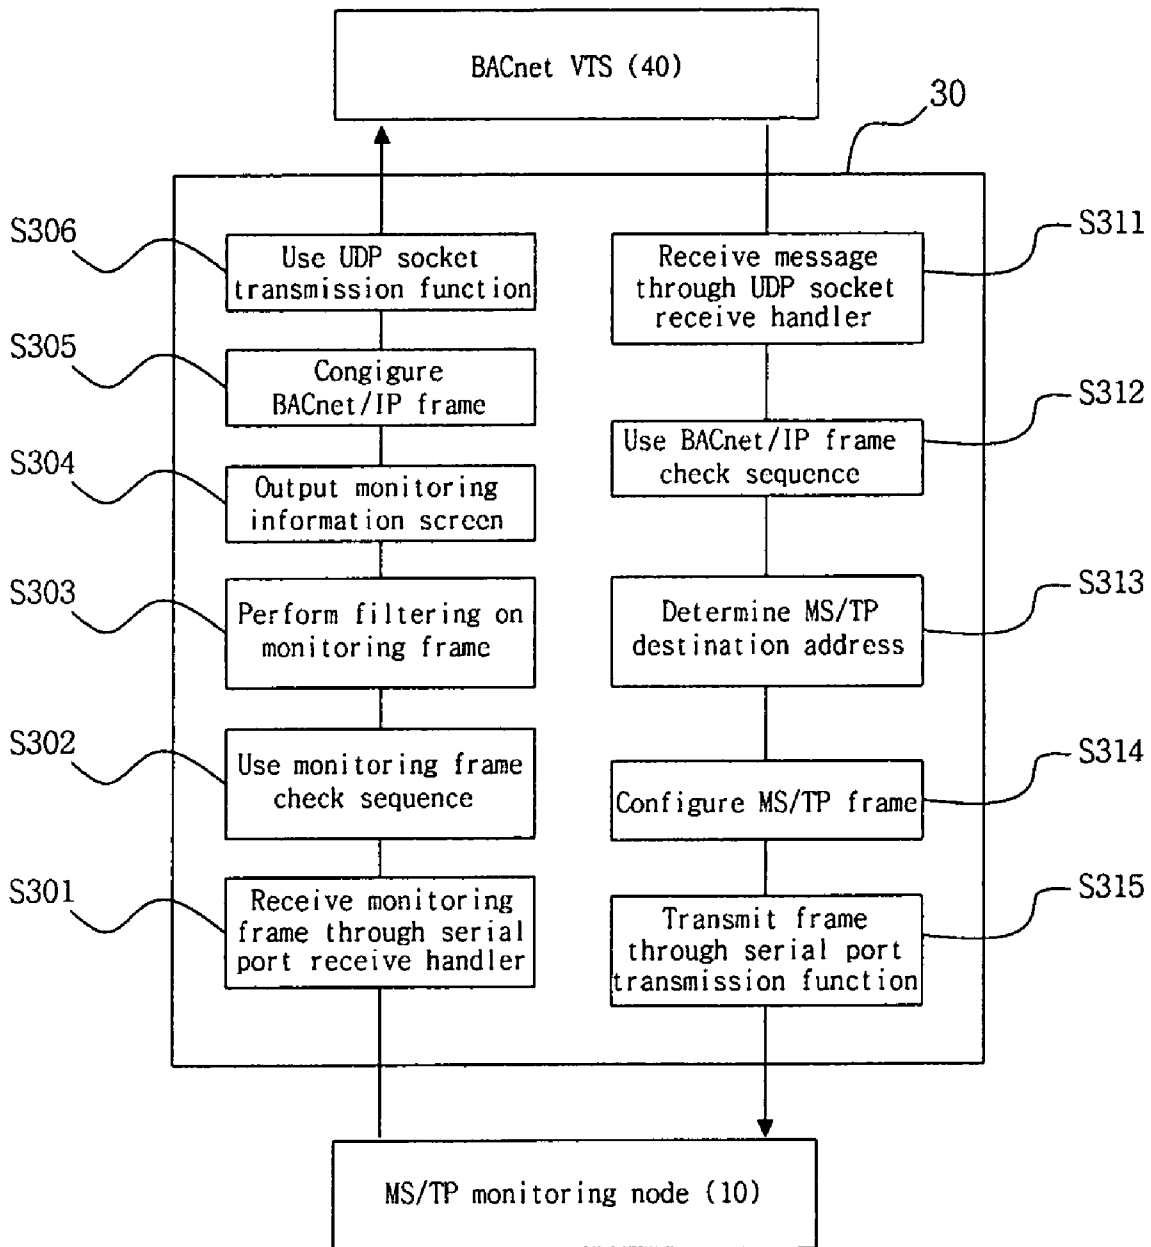 BACnet VTS (40)
30
S306
Use UDP socket
transmission function
S305
Congigure
BACnet/IP frame
S304
Output monitoring
information screen
S303
Perform filtering on
monitoring frame
S302
Use monitoring frame
check sequence
S301
Receive monitoring
frame through serial
port receive handler
S311
Receive message
through UDP socket
receive handler
S312
Use BACnet/IP frame
check sequence
S313
Determine MS/TP
destination address
S314
Configure MS/TP frame
S315
Transmit frame
through serial port
transmission function
MS/TP monitoring node (10)